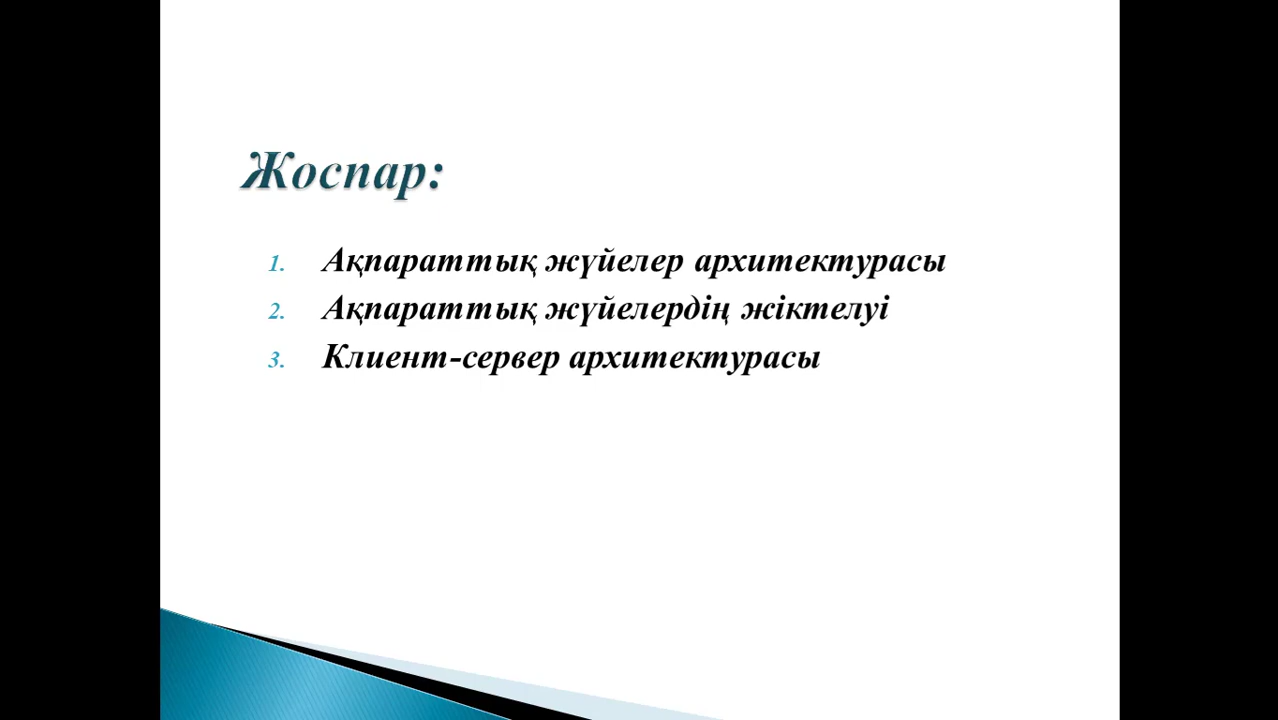 Жоспар:
1. Ақпараттық жүйелер архитектурасы
2. Ақпараттық жүйелердің жіктелуі
3. Клиент-сервер архитектурасы